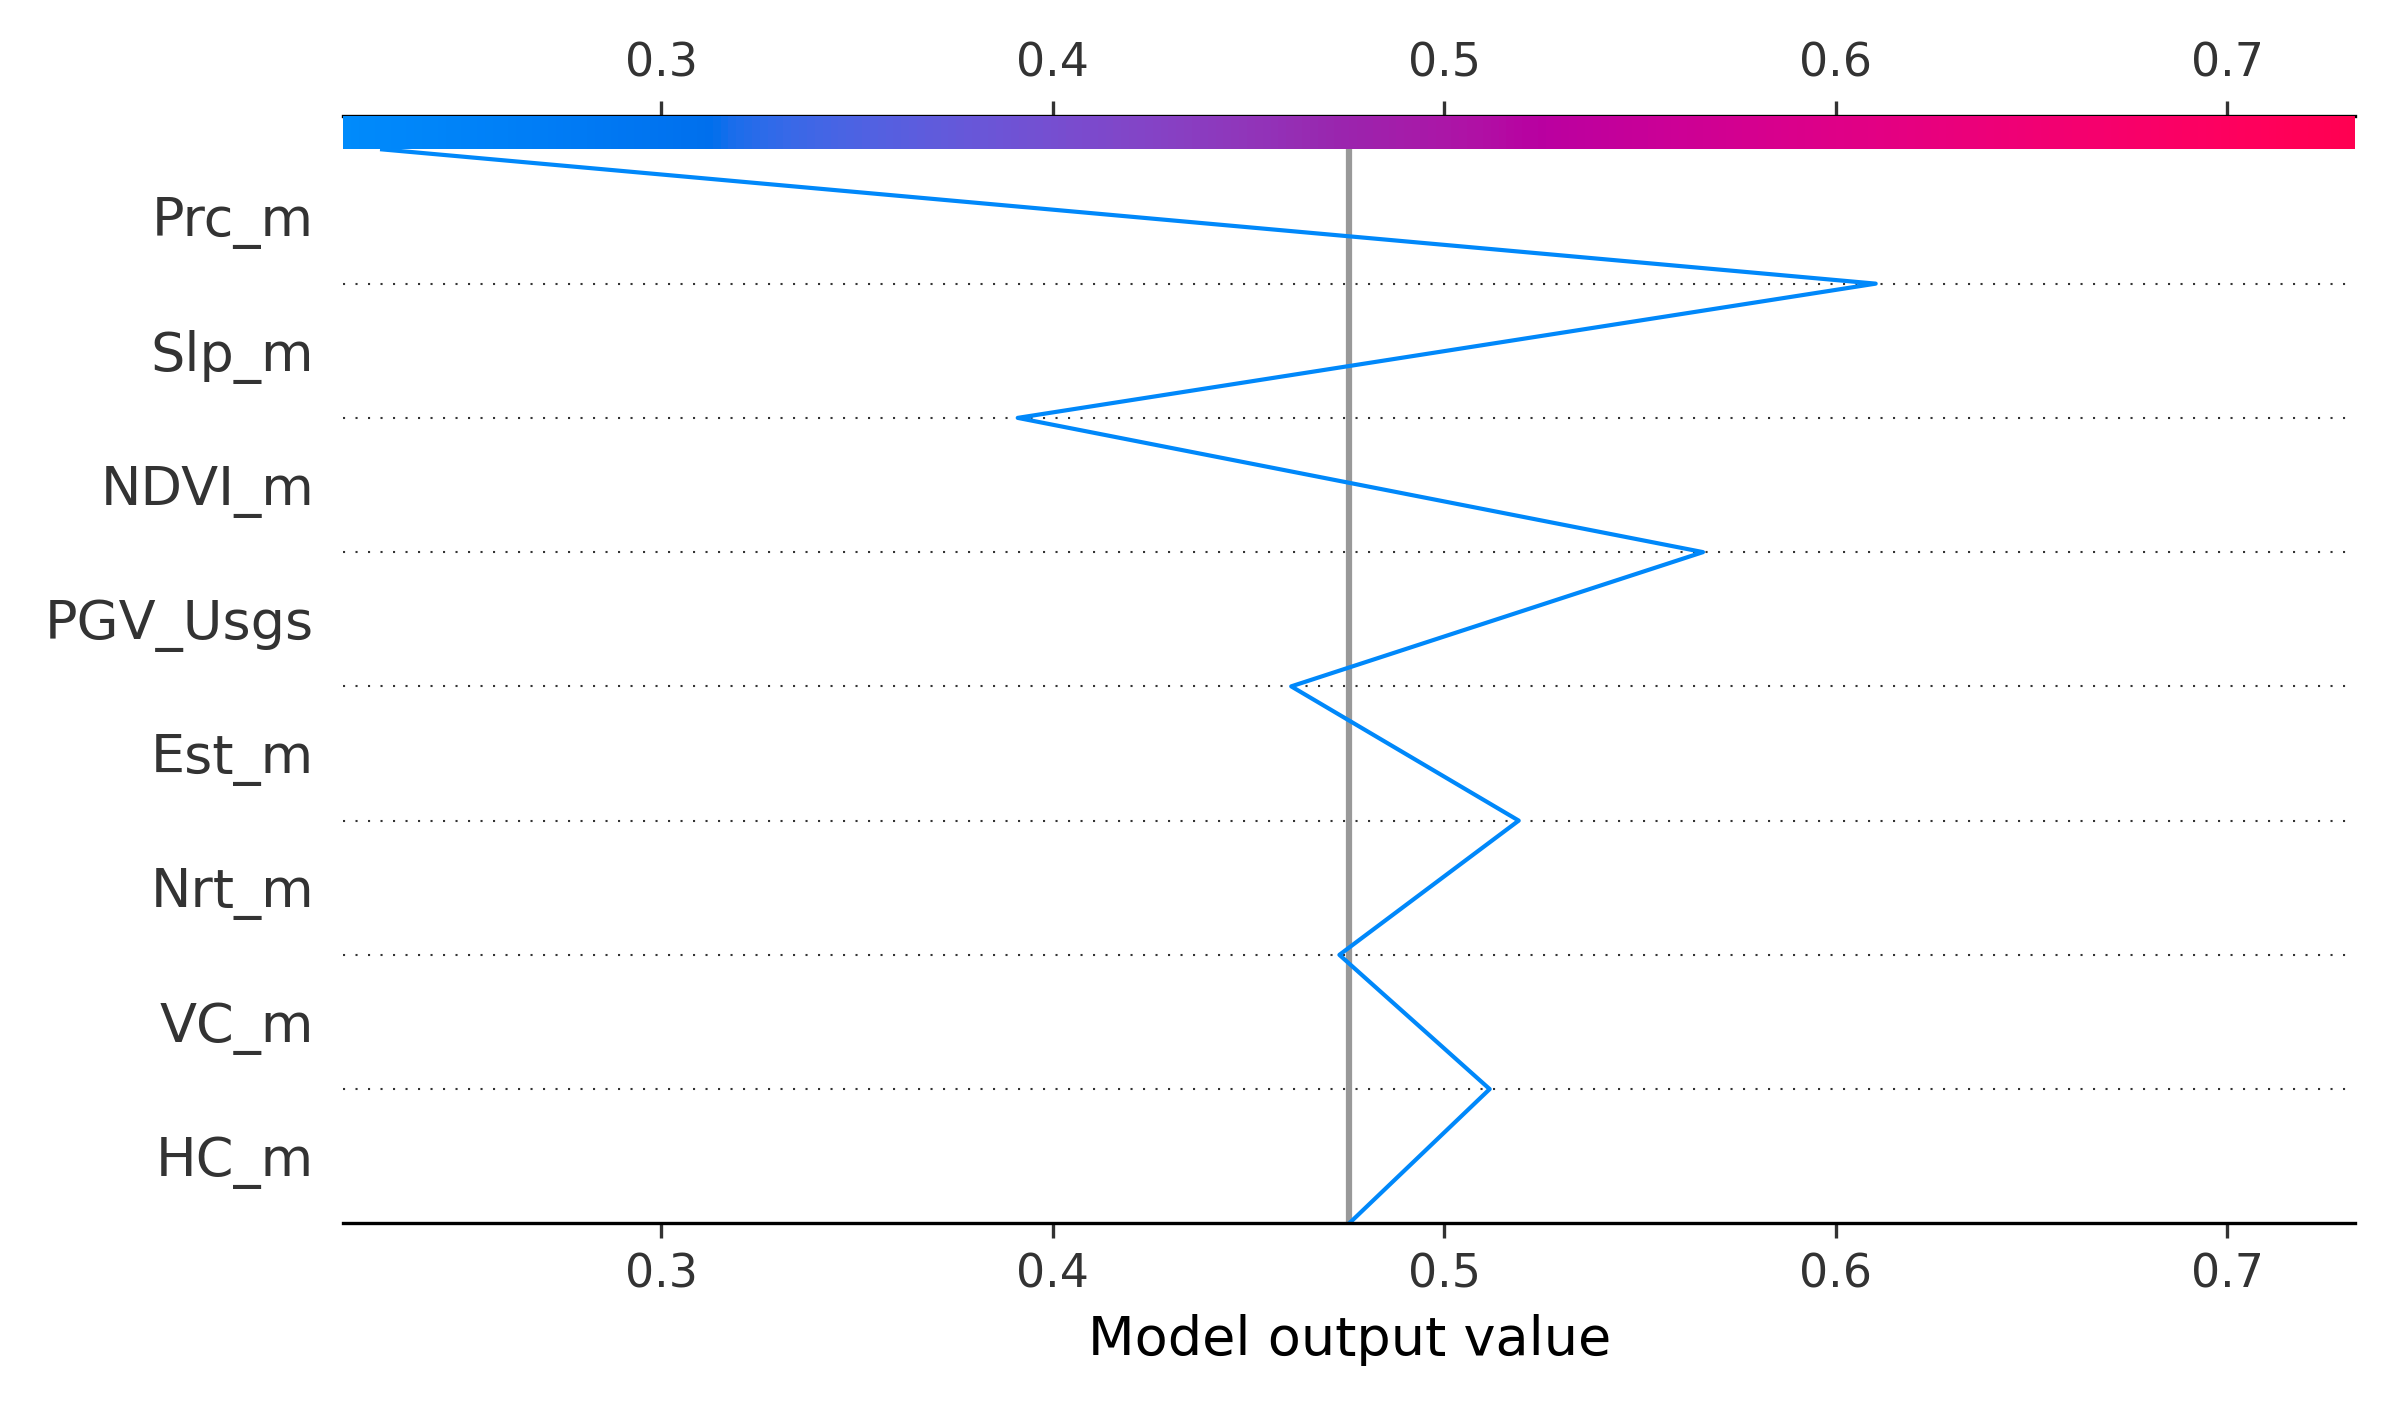 0.3 0.4 0.5 0.6 0.7
Prc_m
Slp_m
NDVI_m
PGV_Usgs
Est_m
Nrt_m
VC_m
HC_m
0.3 0.4 0.5 0.6 0.7
Model output value